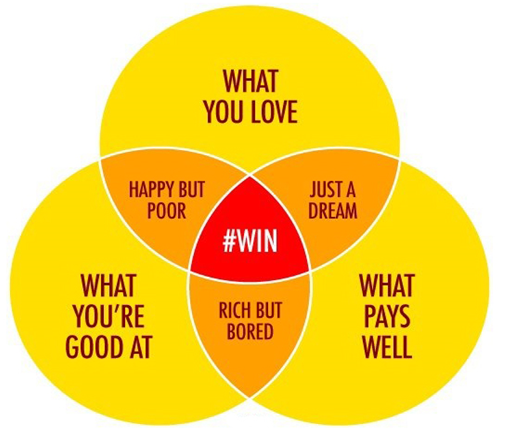 WHAT
YOU LOVE
HAPPY BUT
POOR
JUST A
DREAM
#WIN
WHAT
YOU'RE
GOOD AT
RICH BUT
BORED
WHAT
PAYS
WELL